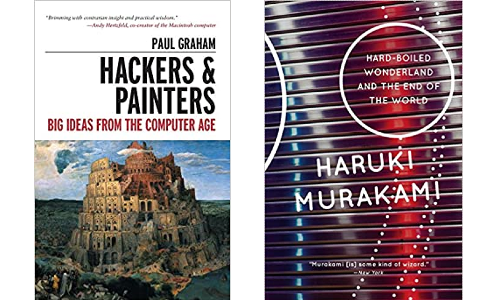 "Brimming with contrarian insight and practical wisdom."
—Andy Hertzfeld, co-creator of the Macintosh computer
PAUL GRAHAM
HACKERS &
PAINTERS
BIG IDEAS FROM THE COMPUTER AGE
HARD-BOILED
WONDERLAND
AND THE END OF
THE WORLD
HARUKI
MURAKAMI
"Murakami [is] some kind of wizard."
—New York